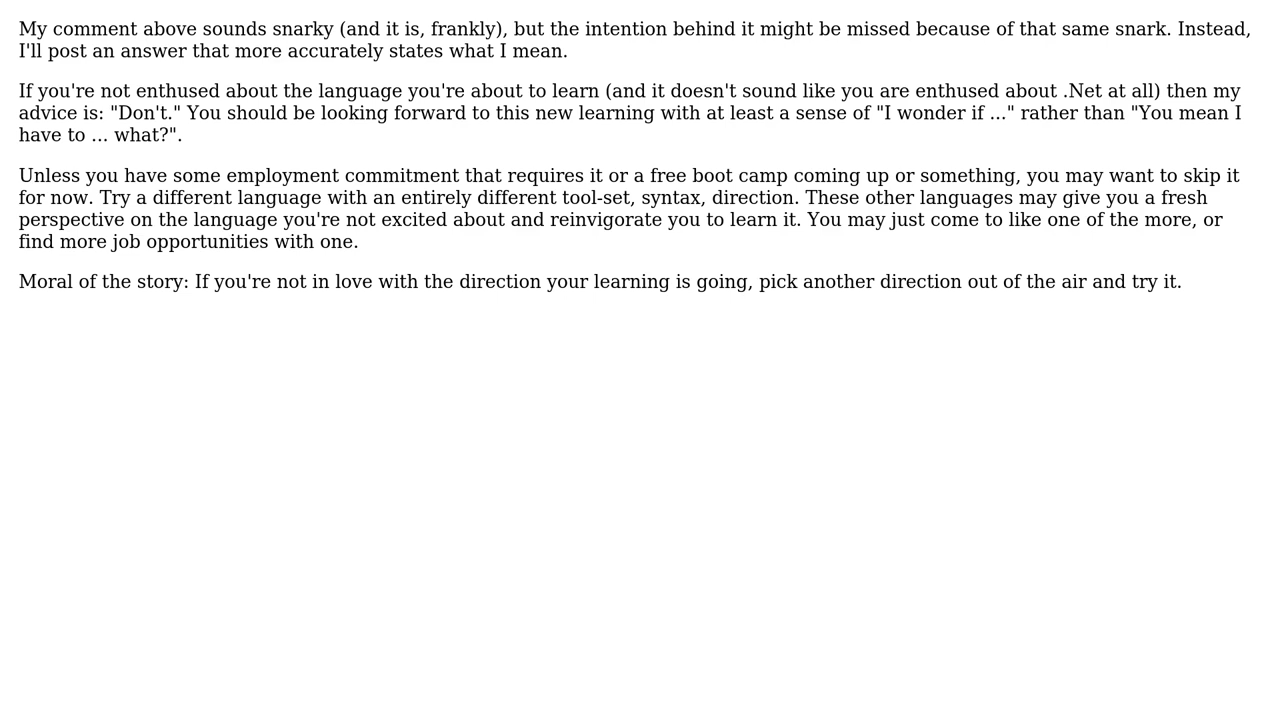 My comment above sounds snarky (and it is, frankly), but the intention behind it might be missed because of that same snark. Instead,
I'll post an answer that more accurately states what I mean.
If you're not enthused about the language you're about to learn (and it doesn't sound like you are enthused about .Net at all) then my
advice is: "Don't." You should be looking forward to this new learning with at least a sense of "I wonder if ..." rather than "You mean I
have to ... what?".
Unless you have some employment commitment that requires it or a free boot camp coming up or something, you may want to skip it
for now. Try a different language with an entirely different tool-set, syntax, direction. These other languages may give you a fresh
perspective on the language you're not excited about and reinvigorate you to learn it. You may just come to like one of the more, or
find more job opportunities with one.
Moral of the story: If you're not in love with the direction your learning is going, pick another direction out of the air and try it.